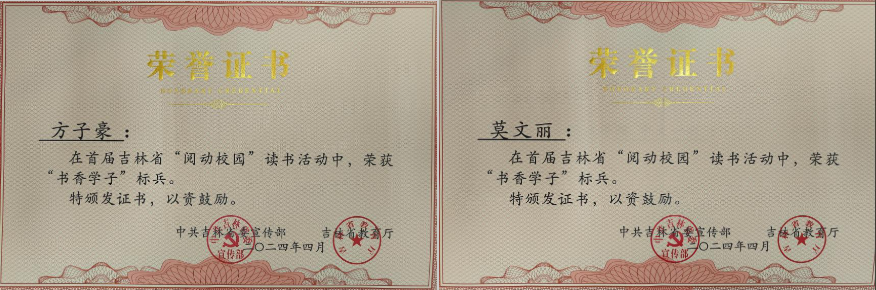 荣誉证书
方子豪：
在首届吉林省“阅动校园”读书活动中，荣获
“书香学子”标兵。
特颁发证书，以资鼓励。
中共吉林省委宣传部 吉林省教育厅
二〇二四年四月
宣传部
荣誉证书
莫文丽：
在首届吉林省“阅动校园”读书活动中，荣获
“书香学子”标兵。
特颁发证书，以资鼓励。
中共吉林省委宣传部 吉林省教育厅
二〇二四年四月
宣传部